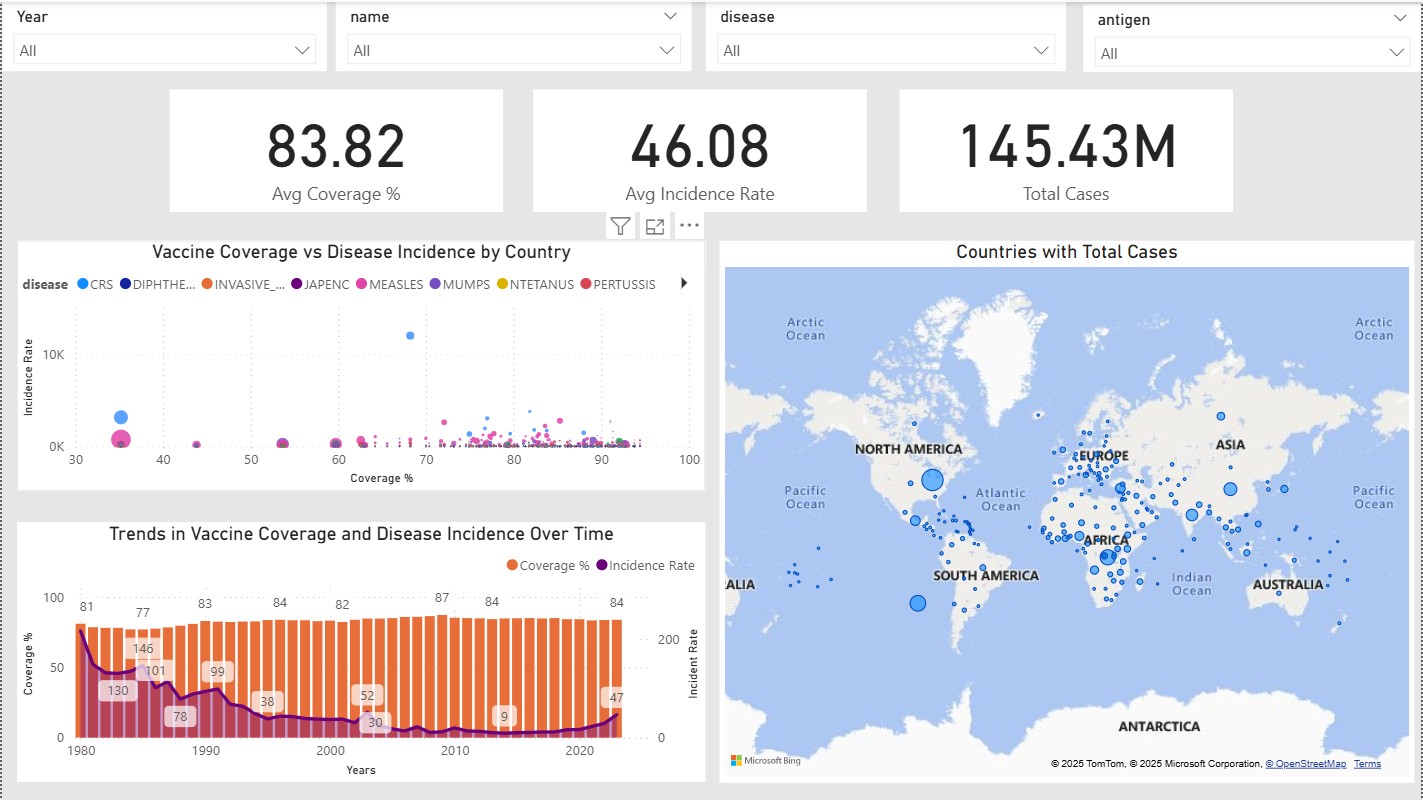 Year
name
disease
antigen
All
All
All
All
83.82
Avg Coverage %
46.08
Avg Incidence Rate
145.43M
Total Cases
Vaccine Coverage vs Disease Incidence by Country
disease CRS DIPHTHE... INVASIVE_... JAPENC MEASLES MUMPS NTETANUS PERTUSSIS
Incidence Rate
10K
0K
30 40 50 60 70 80 90 100
Coverage %
Trends in Vaccine Coverage and Disease Incidence Over Time
Coverage % Incidence Rate
Coverage %
100
50
0
81 77 83 84 82 87 84 84
146
101
130
78
99
38
52
30
9
47
200
0
Incident Rate
1980 1990 2000 2010 2020
Years
Countries with Total Cases
Arctic
Ocean
Arctic
Ocean
NORTH AMERICA
EUROPE
ASIA
Pacific
Ocean
Atlantic
Ocean
Pacific
Ocean
AFRICA
SOUTH AMERICA
Indian
Ocean
ALIA
AUSTRALIA
ANTARCTICA
Microsoft Bing
© 2025 TomTom, © 2025 Microsoft Corporation, © OpenStreetMap Terms